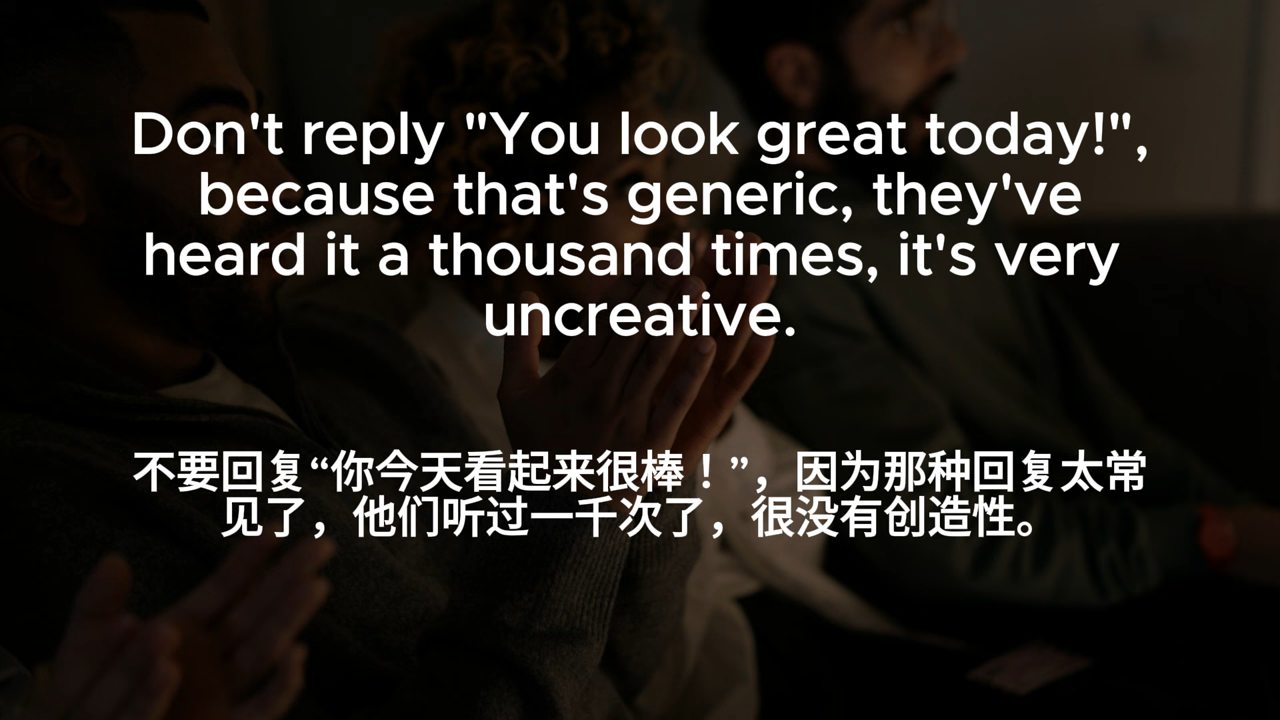 Don't reply "You look great today!",
because that's generic, they've
heard it a thousand times, it's very
uncreative.
不要回复“你今天看起来很棒！”，因为那种回复太常
见了，他们听过一千次了，很没有创造性。